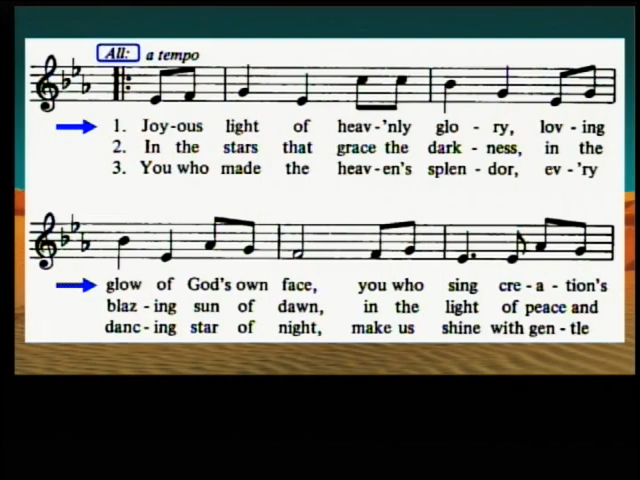 All: a tempo
1. Joy-ous light of heav-'nly glo - ry, lov - ing
2. In the stars that grace the dark - ness, in the
3. You who made the heav-en's splen - dor, ev - 'ry
glow of God's own face, you who sing cre - a - tion's
blaz - ing sun of dawn, in the light of peace and
danc - ing star of night, make us shine with gen - tle